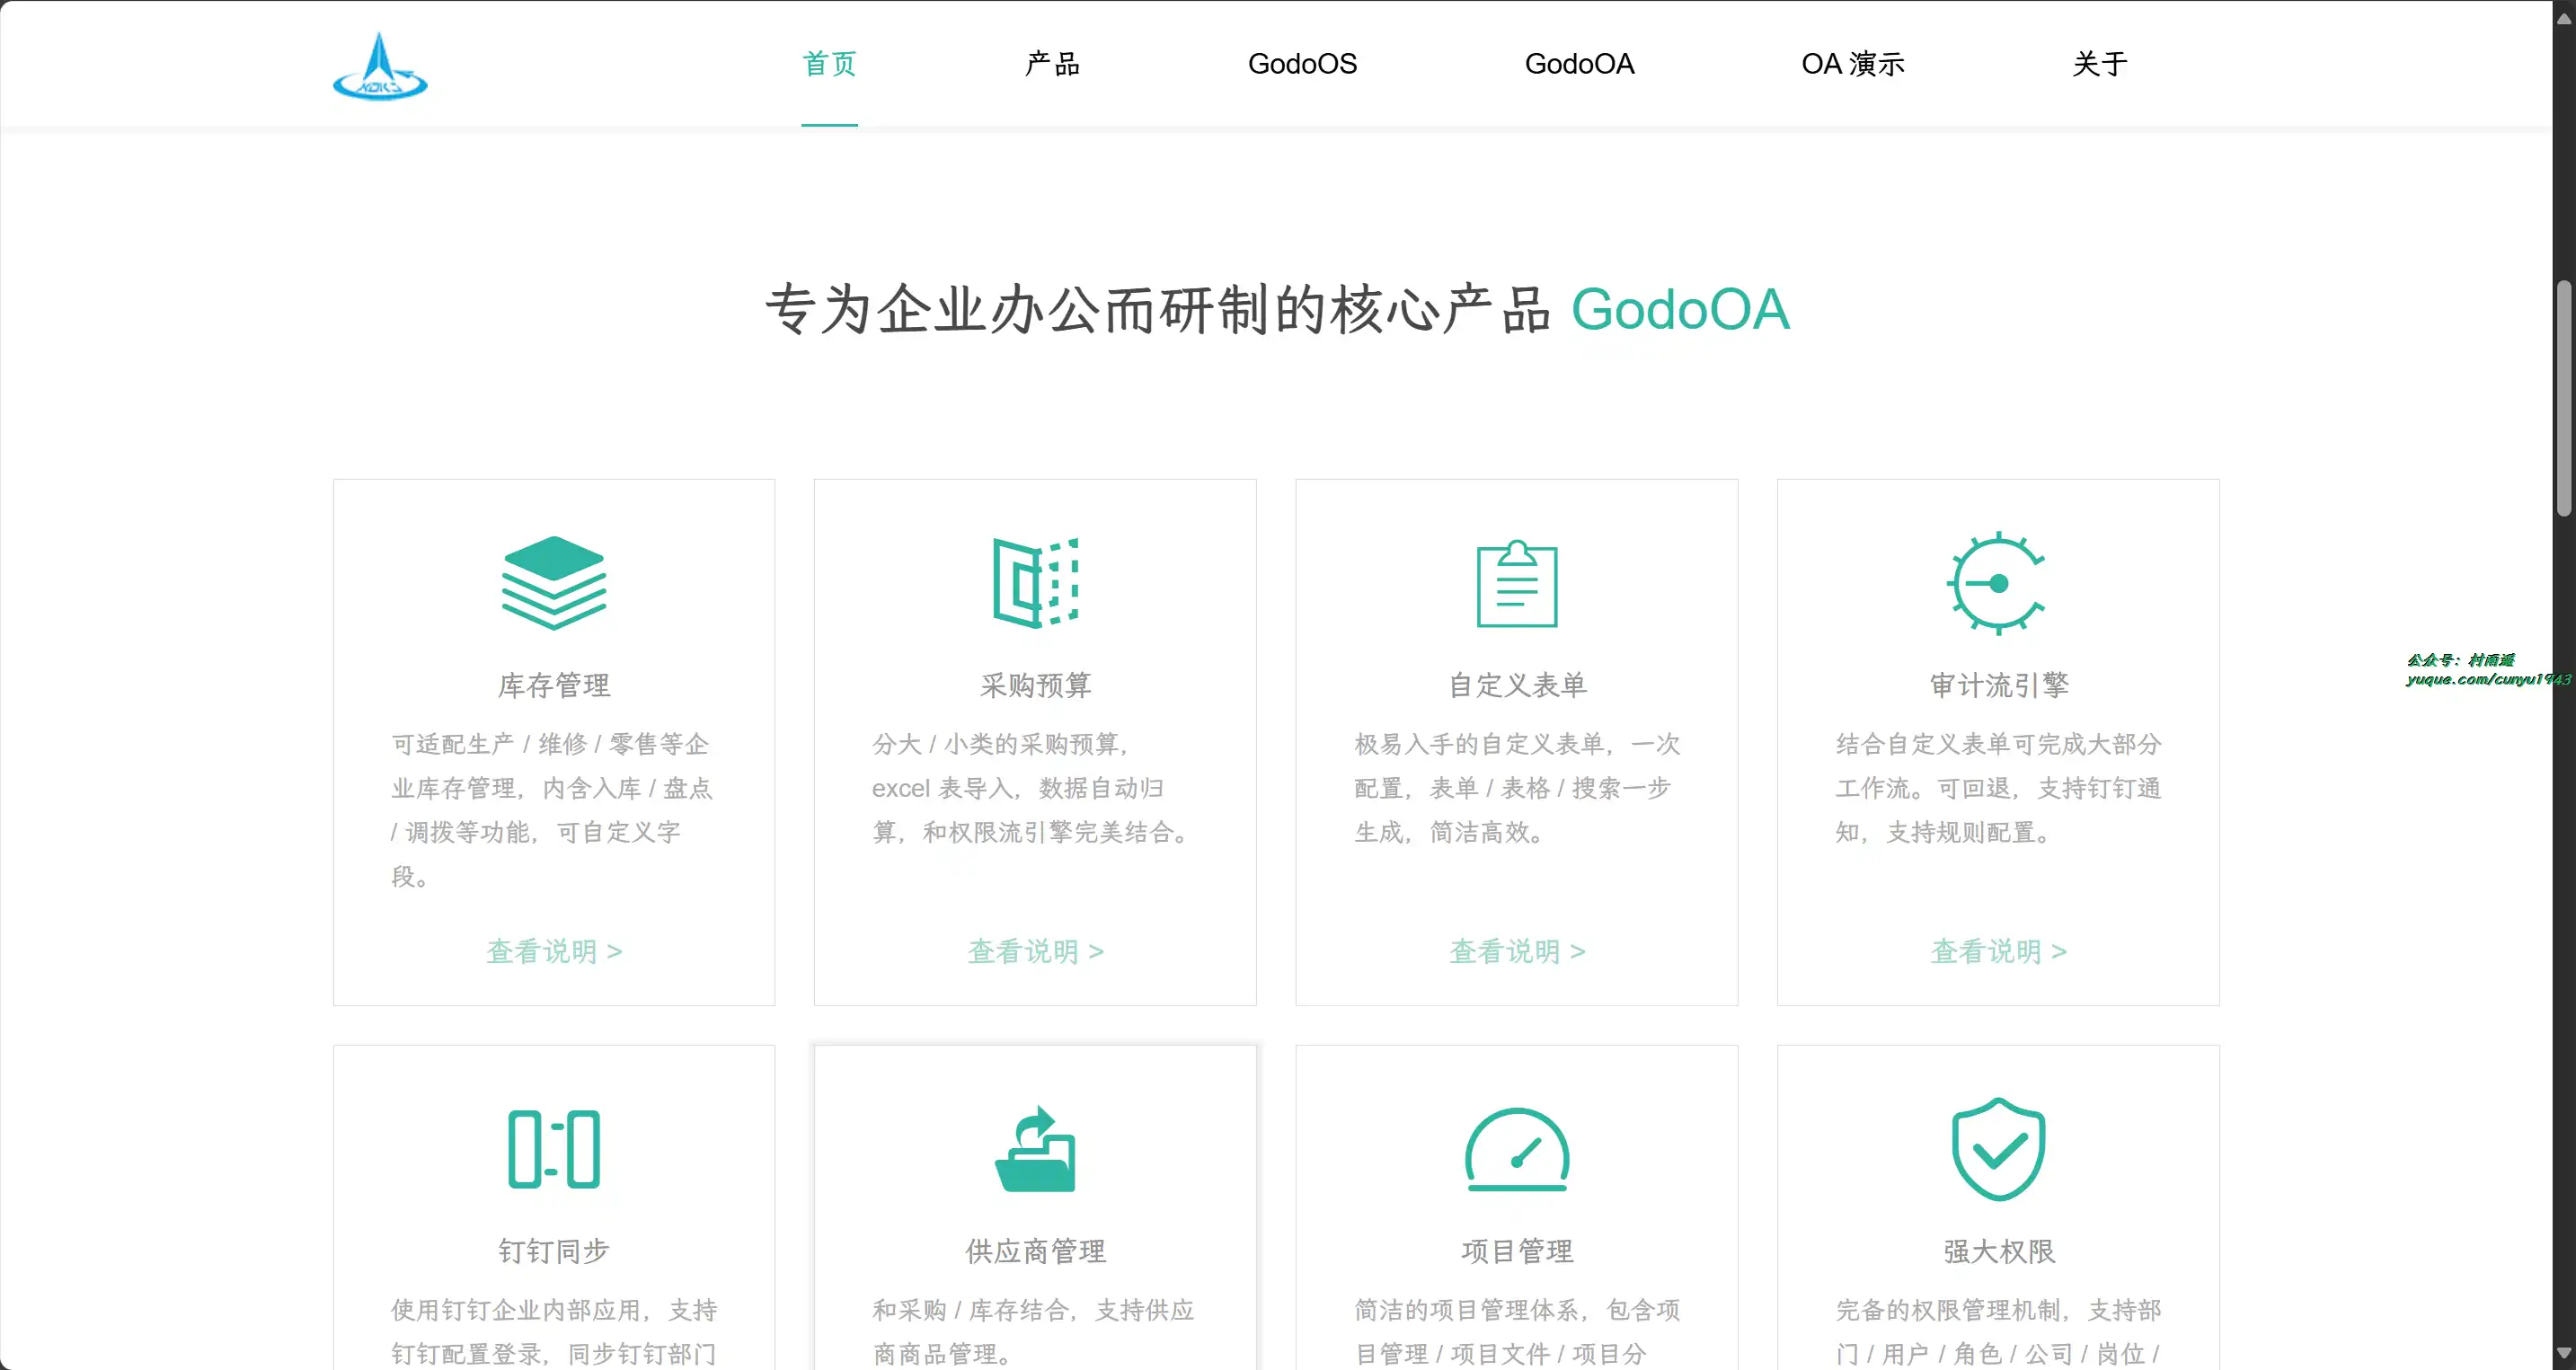 首页
产品
GodoOS
GodoOA
OA 演示
关于
专为企业办公而研制的核心产品 GodoOA
库存管理
可适配生产 / 维修 / 零售等企
业库存管理，内含入库 / 盘点
/ 调拨等功能，可自定义字
段。
查看说明 >
采购预算
分大 / 小类的采购预算，
excel 表导入，数据自动归
算，和权限流引擎完美结合。
查看说明 >
自定义表单
极易入手的自定义表单，一次
配置，表单 / 表格 / 搜索一步
生成，简洁高效。
查看说明 >
审计流引擎
结合自定义表单可完成大部分
工作流。可回退，支持钉钉通
知，支持规则配置。
查看说明 >
公众号：村雨遥
yuque.com/cunyu1943
钉钉同步
使用钉钉企业内部应用，支持
钉钉配置登录，同步钉钉部门
供应商管理
和采购 / 库存结合，支持供应
商商品管理。
项目管理
简洁的项目管理体系，包含项
目管理 / 项目文件 / 项目分
强大权限
完备的权限管理机制，支持部
门 / 用户 / 角色 / 公司 / 岗位 /